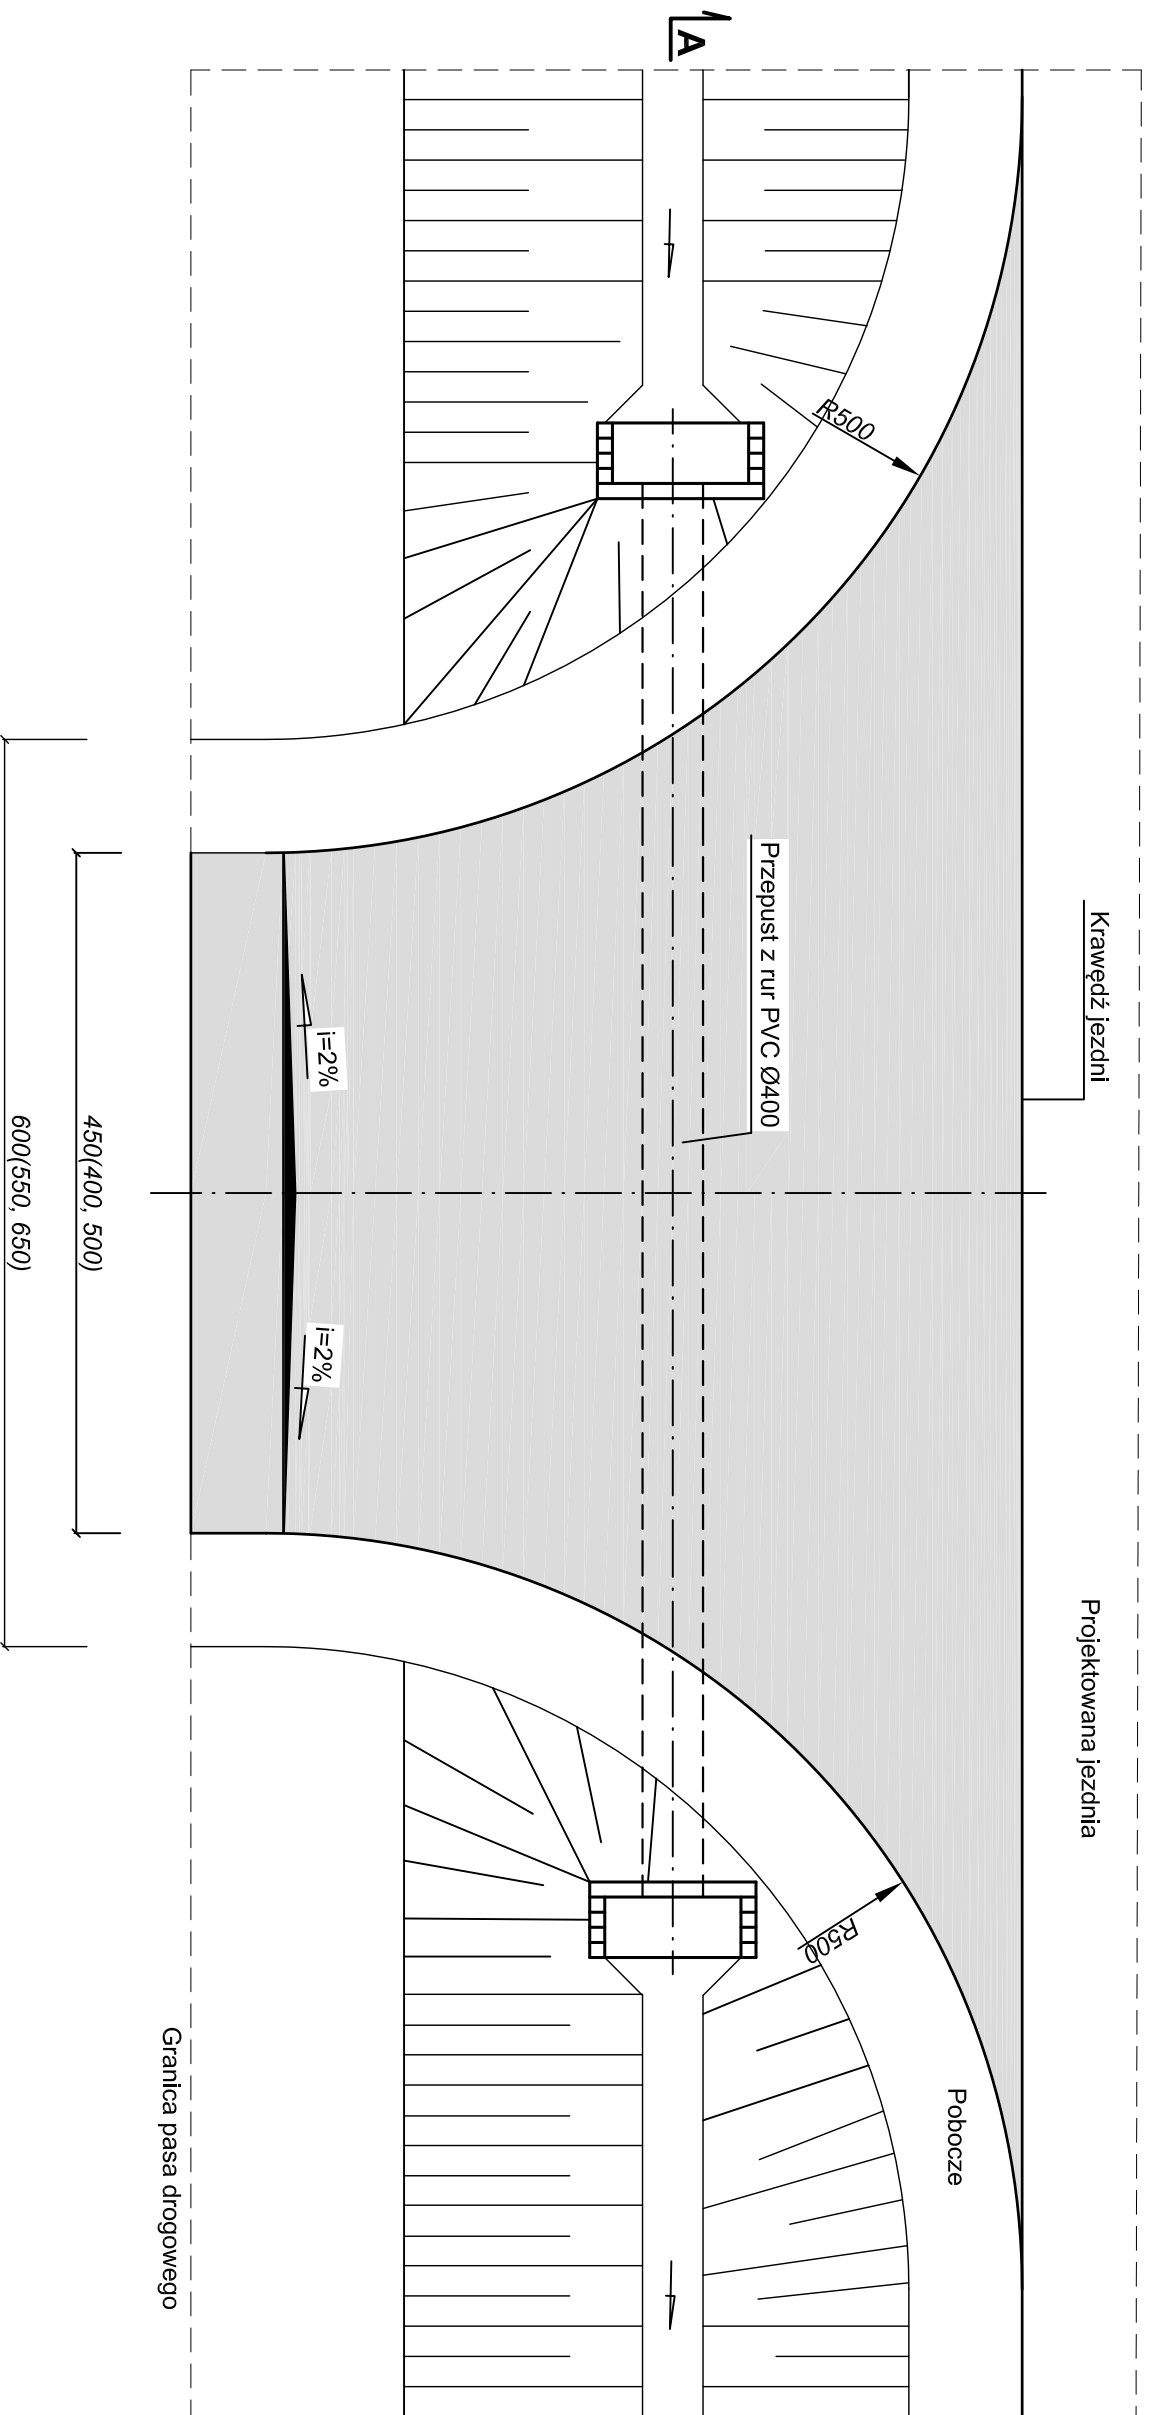 A
Krawędź jezdni
Projektowana jezdnia
Pobocze
R500
R500
Przepust z rur PVC Ø400
i=2%
i=2%
Granica pasa drogowego
450(400, 500)
600(550, 650)